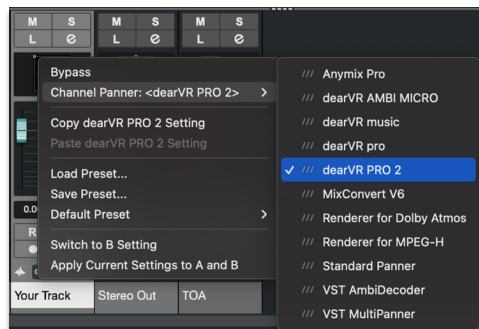 M S M S M S
L e L e L e
Bypass
Channel Panner: <dearVR PRO 2> >
Copy dearVR PRO 2 Setting
Paste dearVR PRO 2 Setting
Load Preset...
Save Preset...
Default Preset >
Switch to B Setting
Apply Current Settings to A and B
Anymix Pro
dearVR AMBI MICRO
dearVR music
dearVR pro
✓ dearVR PRO 2
MixConvert V6
Renderer for Dolby Atmos
Renderer for MPEG-H
Standard Panner
VST AmbiDecoder
VST MultiPanner
0.0
R
Your Track Stereo Out TOA